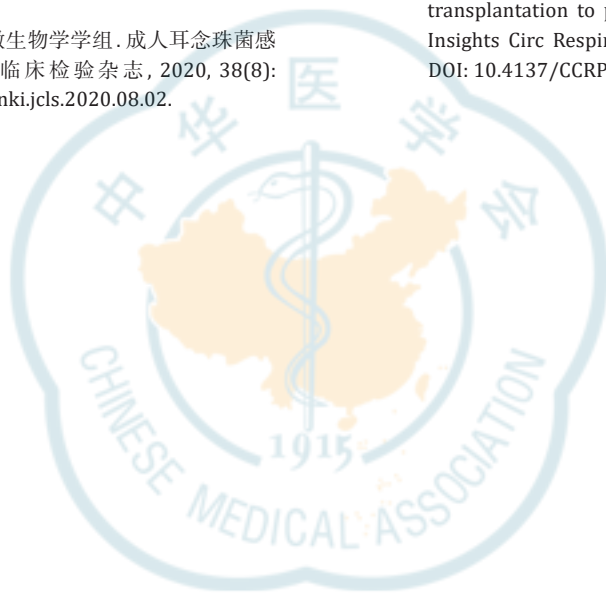 微生物学学组. 成人耳念珠菌感
临床检验杂志, 2020, 38(8):
nki.jcls.2020.08.02.
transplantation to p
Insights Circ Respir
DOI: 10.4137/CCRP
中华医学会
1915
CHINESE MEDICAL ASSOCIATION